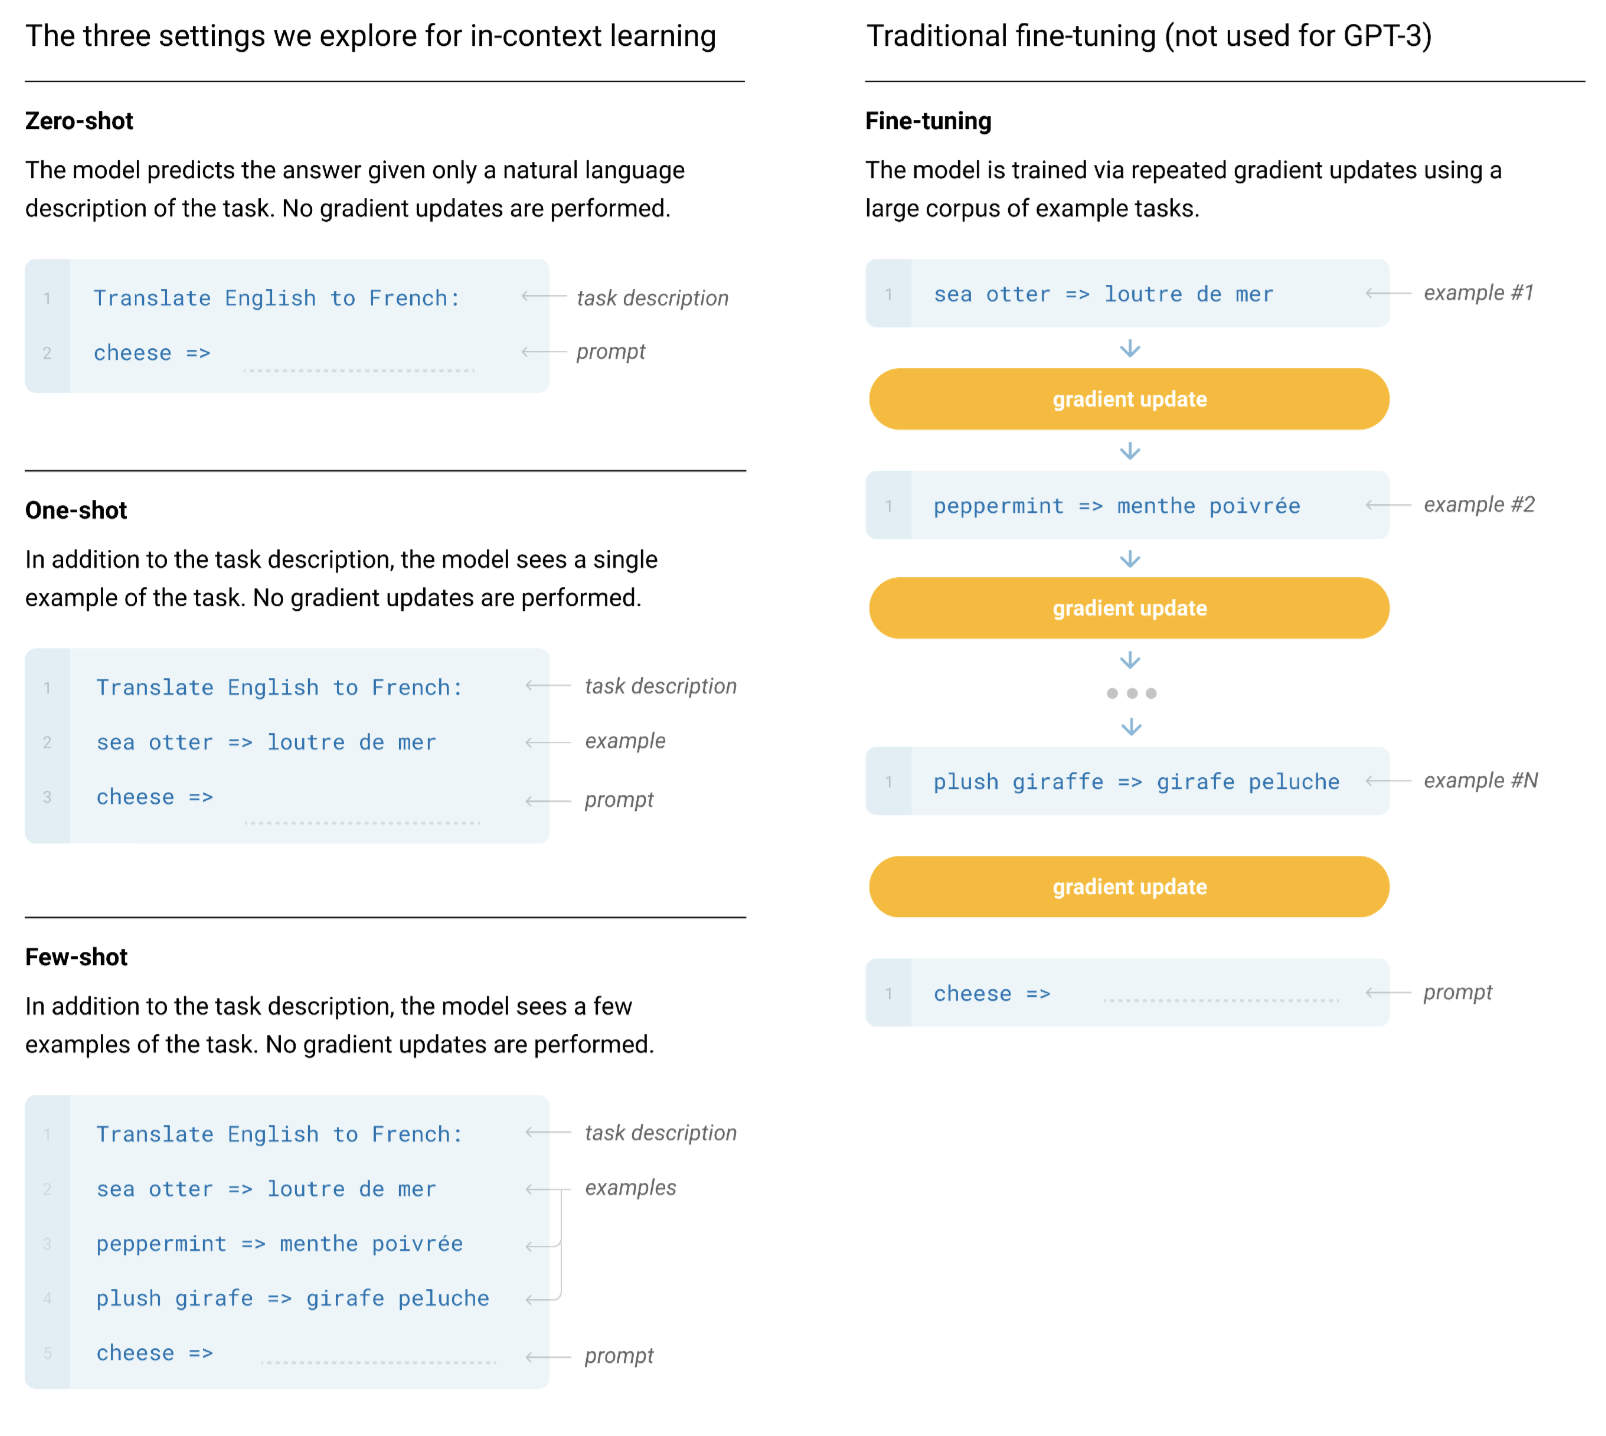 The three settings we explore for in-context learning
Zero-shot
The model predicts the answer given only a natural language
description of the task. No gradient updates are performed.
1 Translate English to French: task description
2 cheese => prompt
One-shot
In addition to the task description, the model sees a single
example of the task. No gradient updates are performed.
1 Translate English to French: task description
2 sea otter => loutre de mer example
3 cheese => prompt
Few-shot
In addition to the task description, the model sees a few
examples of the task. No gradient updates are performed.
1 Translate English to French: task description
2 sea otter => loutre de mer examples
3 peppermint => menthe poivrée
4 plush girafe => girafe peluche
5 cheese => prompt
Traditional fine-tuning (not used for GPT-3)
Fine-tuning
The model is trained via repeated gradient updates using a
large corpus of example tasks.
1 sea otter => loutre de mer example #1
gradient update
1 peppermint => menthe poivrée example #2
gradient update
1 plush giraffe => girafe peluche example #N
gradient update
1 cheese => prompt